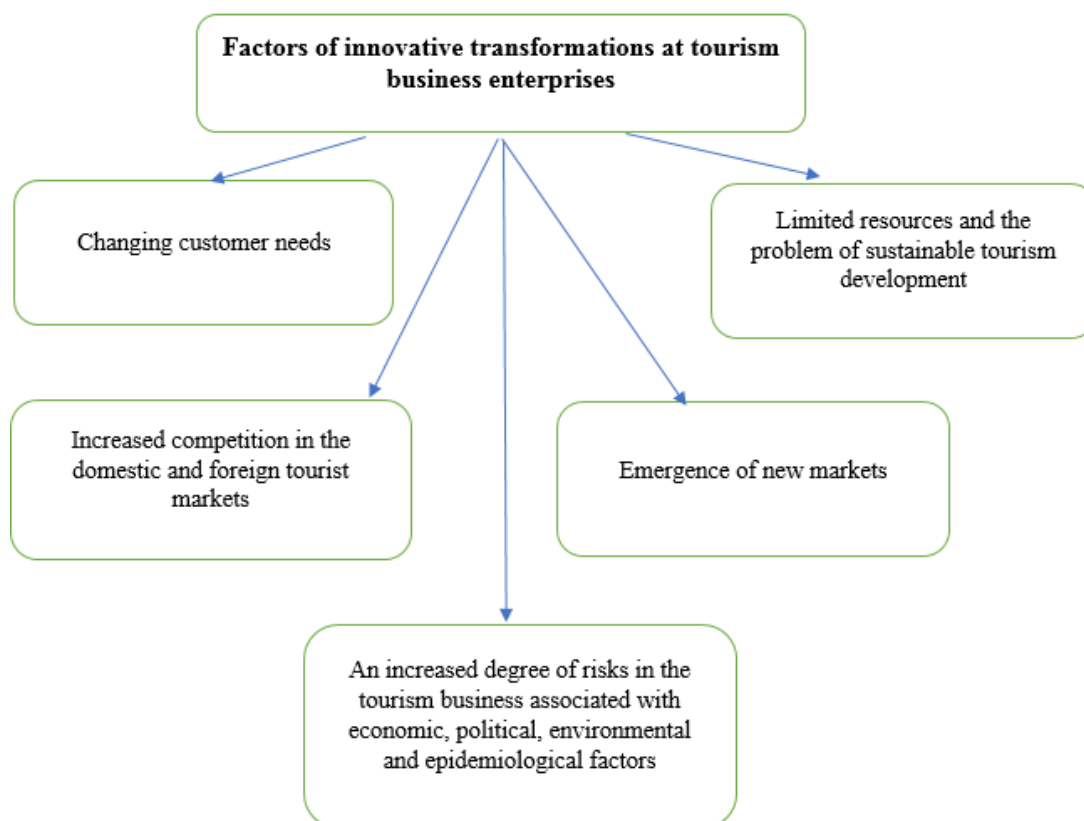 Factors of innovative transformations at tourism
business enterprises
Changing customer needs
Limited resources and the
problem of sustainable tourism
development
Increased competition in the
domestic and foreign tourist
markets
Emergence of new markets
An increased degree of risks in the
tourism business associated with
economic, political, environmental
and epidemiological factors